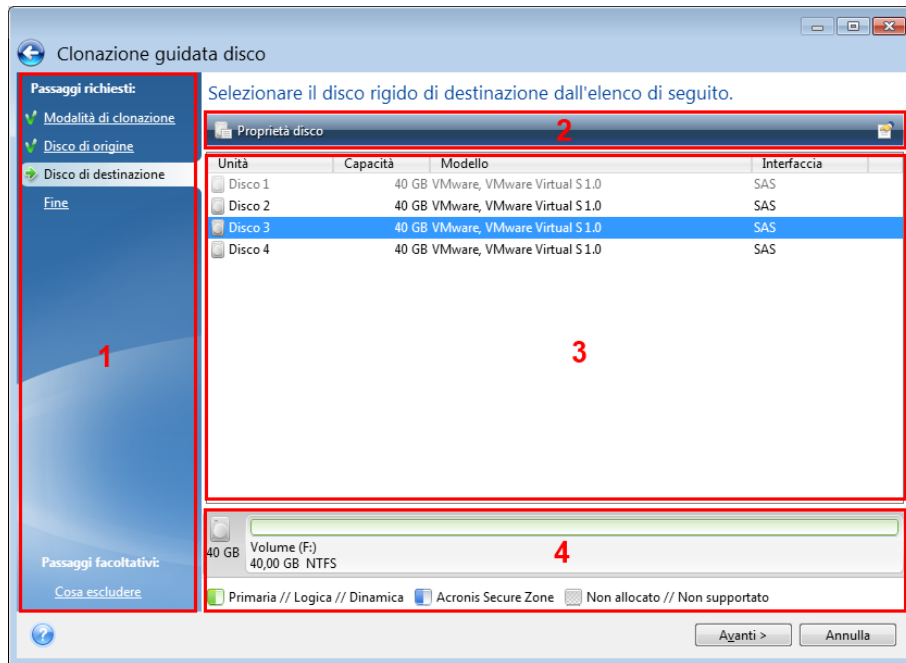 Clonazione guidata disco
Passaggi richiesti:
Modalità di clonazione
Disco di origine
Disco di destinazione
Fine
1
Passaggi facoltativi:
Cosa escludere
Selezionare il disco rigido di destinazione dall'elenco di seguito.
Proprietà disco
2
Unità Capacità Modello Interfaccia
Disco 1 40 GB VMware, VMware Virtual S 1.0 SAS
Disco 2 40 GB VMware, VMware Virtual S 1.0 SAS
Disco 3 40 GB VMware, VMware Virtual S 1.0 SAS
Disco 4 40 GB VMware, VMware Virtual S 1.0 SAS
3
40 GB
Volume (F:)
40,00 GB NTFS
4
Primaria // Logica // Dinamica Acronis Secure Zone Non allocato // Non supportato
?
Avanti > Annulla